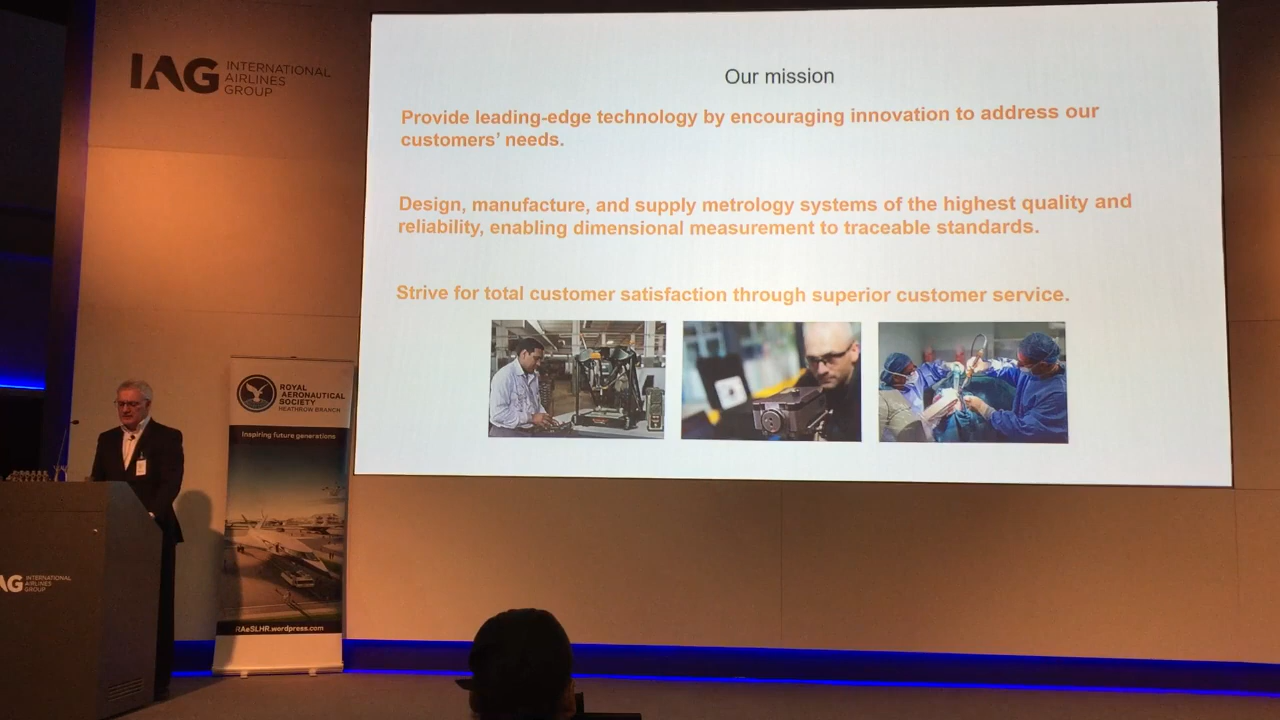 IAG INTERNATIONAL
AIRLINES
GROUP
Our mission
Provide leading-edge technology by encouraging innovation to address our
customers’ needs.
Design, manufacture, and supply metrology systems of the highest quality and
reliability, enabling dimensional measurement to traceable standards.
Strive for total customer satisfaction through superior customer service.
ROYAL
AERONAUTICAL
SOCIETY
HEATHROW BRANCH
Inspiring future generations
RAeSLHR.wordpress.com
AG INTERNATIONAL
AIRLINES
GROUP